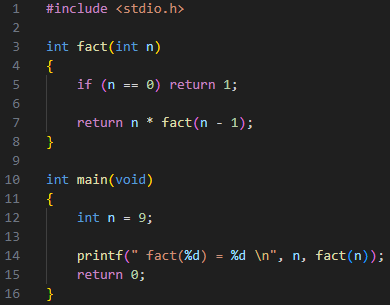 1 #include <stdio.h>
2
3 int fact(int n)
4 {
5     if (n == 0) return 1;
6
7     return n * fact(n - 1);
8 }
9
10 int main(void)
11 {
12     int n = 9;
13
14     printf(" fact(%d) = %d \n", n, fact(n));
15     return 0;
16 }